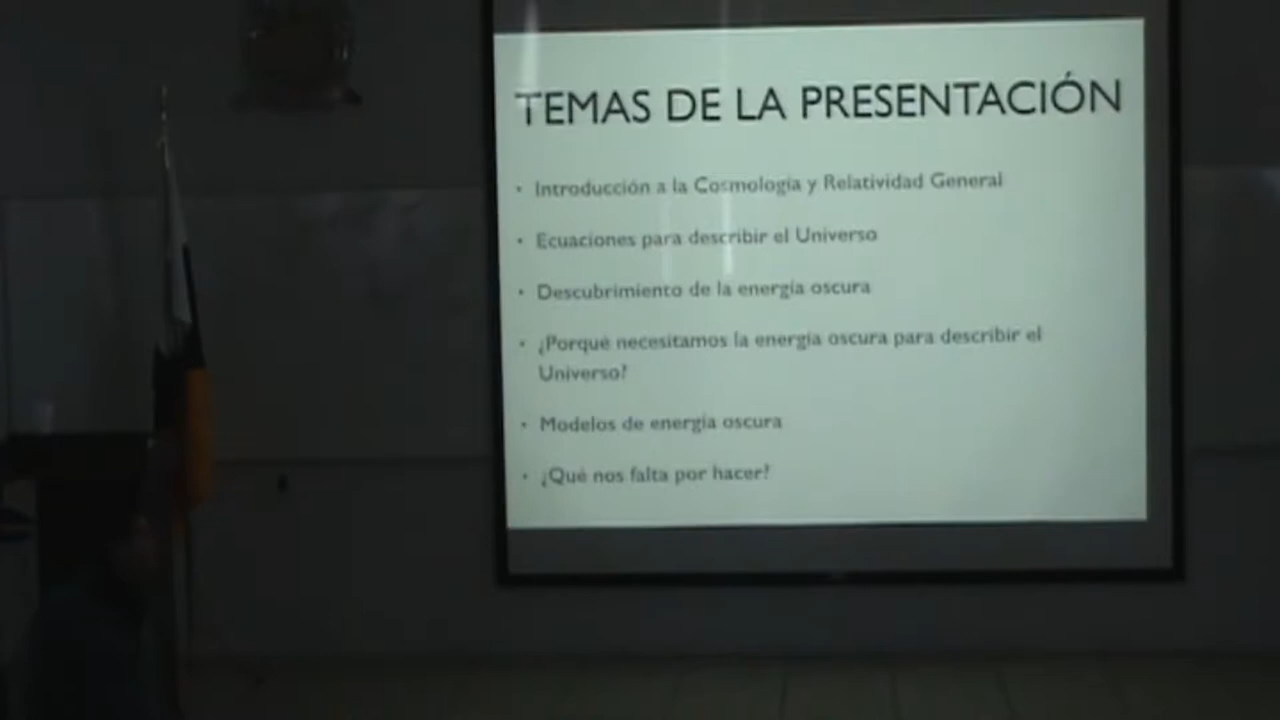 TEMAS DE LA PRESENTACIÓN
• Introducción a la Cosmología y Relatividad General
• Ecuaciones para describir el Universo
• Descubrimiento de la energía oscura
• ¿Porqué necesitamos la energía oscura para describir el
Universo?
• Modelos de energía oscura
• ¿Qué nos falta por hacer?